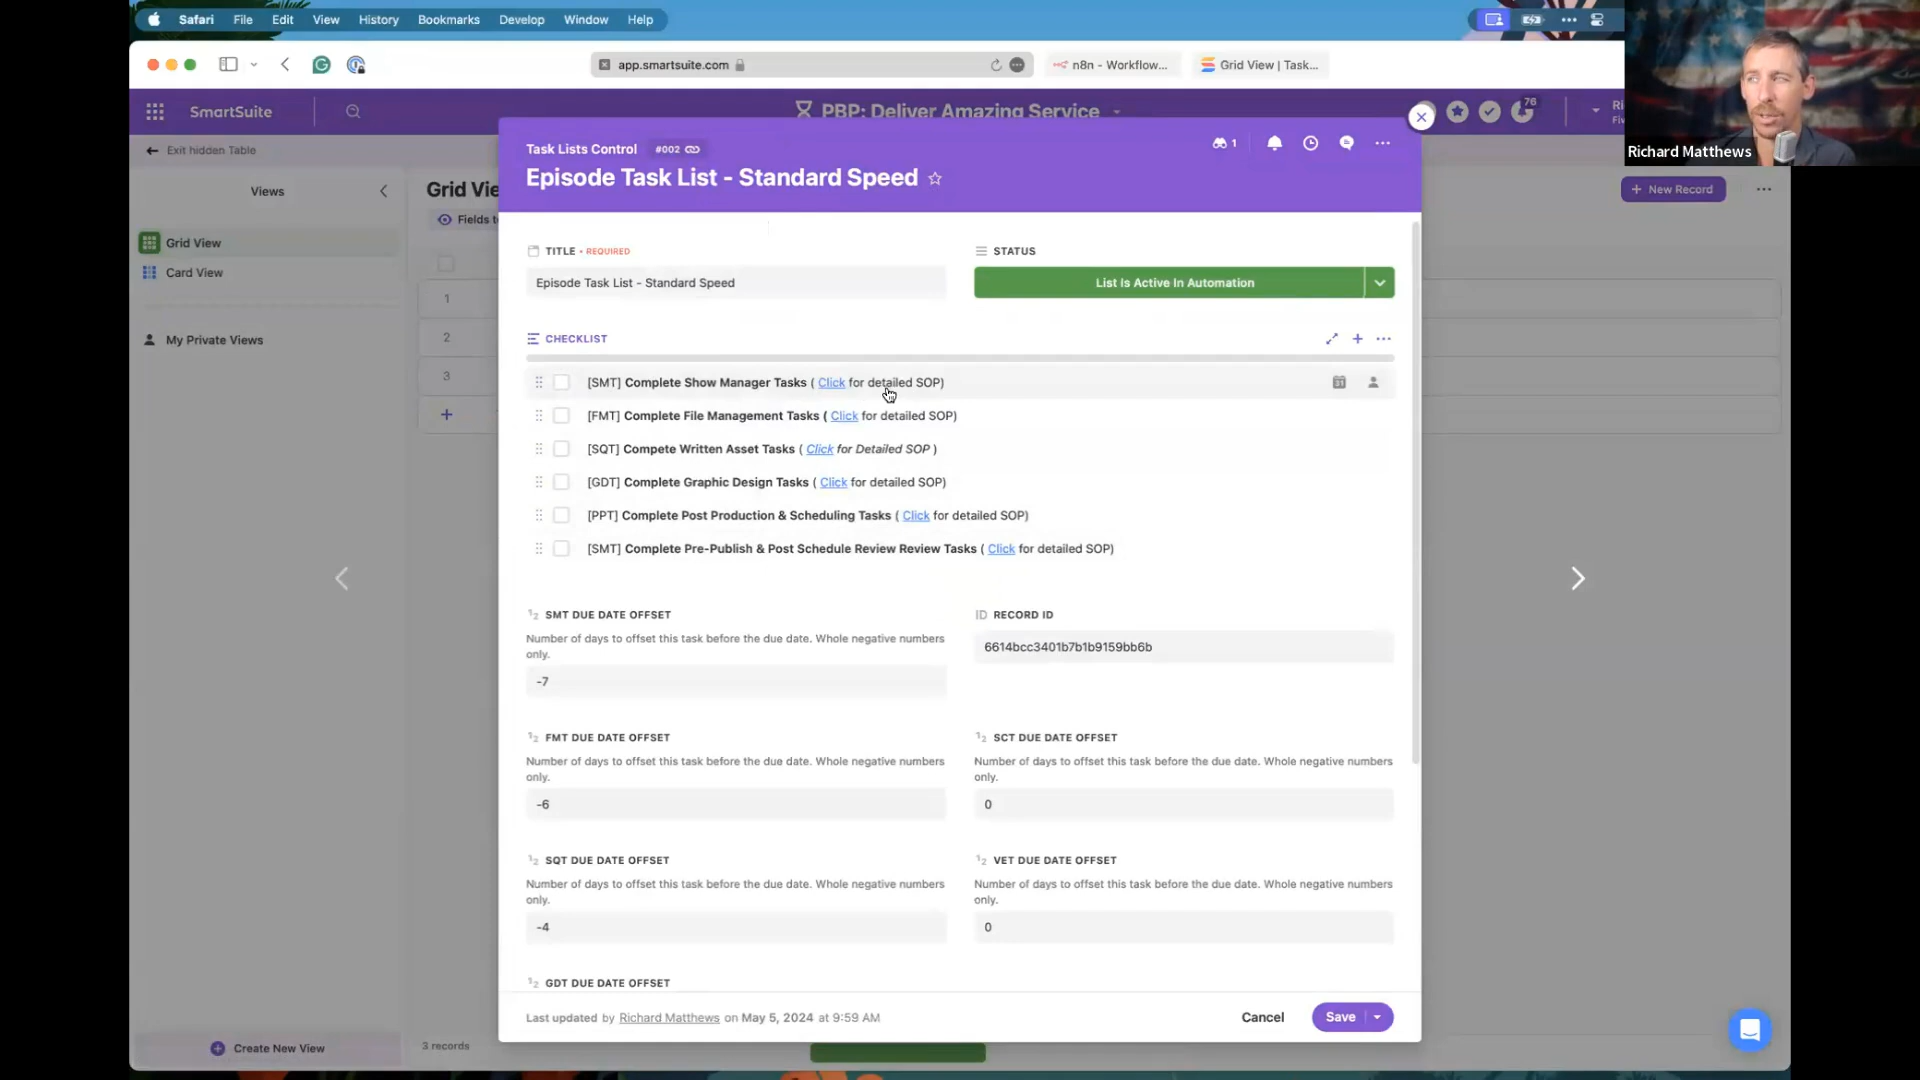 Safari File Edit View History Bookmarks Develop Window Help
app.smartsuite.com
n8n - Workflow...
Grid View | Task...
SmartSuite
PBP: Deliver Amazing Service
76
Ri
Fiv
Richard Matthews
Exit hidden Table
Views
Grid View
Card View
My Private Views
Create New View
Grid Vie
Fields to
1
2
3
3 records
New Record
Task Lists Control #002
1
Episode Task List - Standard Speed
TITLE • REQUIRED
Episode Task List - Standard Speed
STATUS
List Is Active In Automation
CHECKLIST
[SMT] Complete Show Manager Tasks ( Click for detailed SOP)
31
[FMT] Complete File Management Tasks ( Click for detailed SOP)
[SQT] Compete Written Asset Tasks ( Click for Detailed SOP )
[GDT] Complete Graphic Design Tasks ( Click for detailed SOP)
[PPT] Complete Post Production & Scheduling Tasks ( Click for detailed SOP)
[SMT] Complete Pre-Publish & Post Schedule Review Review Tasks ( Click for detailed SOP)
SMT DUE DATE OFFSET
Number of days to offset this task before the due date. Whole negative numbers
only.
-7
ID RECORD ID
6614bcc3401b7b1b9159bb6b
FMT DUE DATE OFFSET
Number of days to offset this task before the due date. Whole negative numbers
only.
-6
SCT DUE DATE OFFSET
Number of days to offset this task before the due date. Whole negative numbers
only.
0
SQT DUE DATE OFFSET
Number of days to offset this task before the due date. Whole negative numbers
only.
-4
VET DUE DATE OFFSET
Number of days to offset this task before the due date. Whole negative numbers
only.
0
GDT DUE DATE OFFSET
Last updated by Richard Matthews on May 5, 2024 at 9:59 AM
Cancel
Save